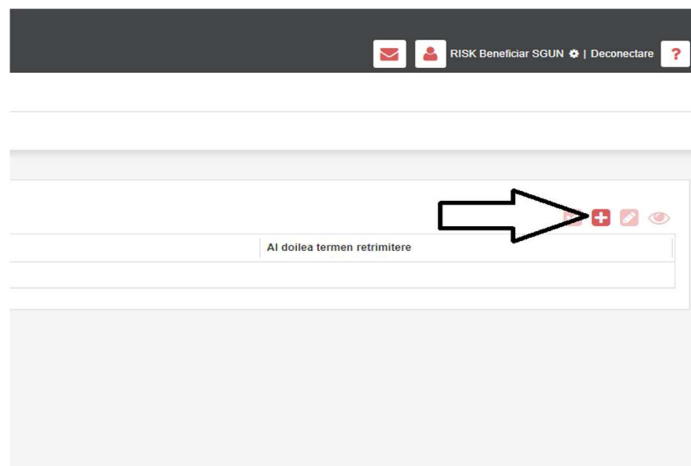 RISK Beneficiar SGUN | Deconectare ?
Al doilea termen retrimitere